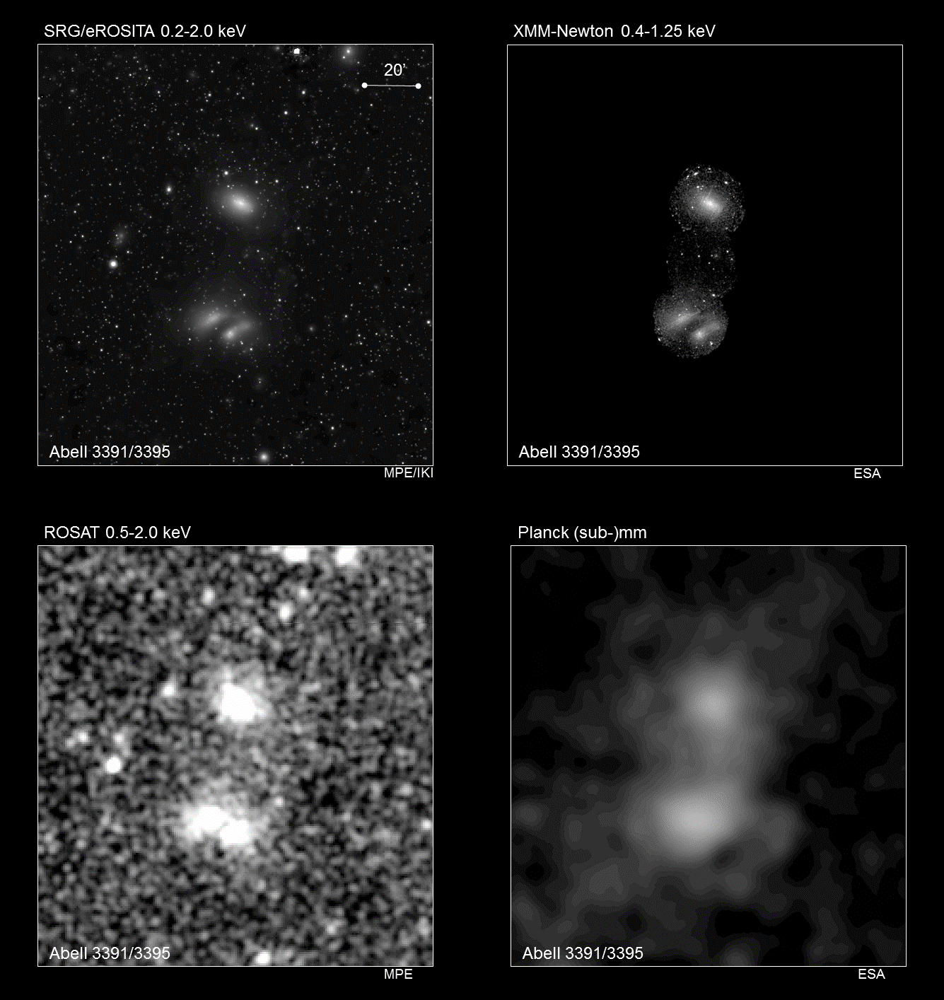 SRG/eROSITA 0.2-2.0 keV
20'
Abell 3391/3395
MPE/IKI
XMM-Newton 0.4-1.25 keV
Abell 3391/3395
ESA
ROSAT 0.5-2.0 keV
Abell 3391/3395
MPE
Planck (sub-)mm
Abell 3391/3395
ESA